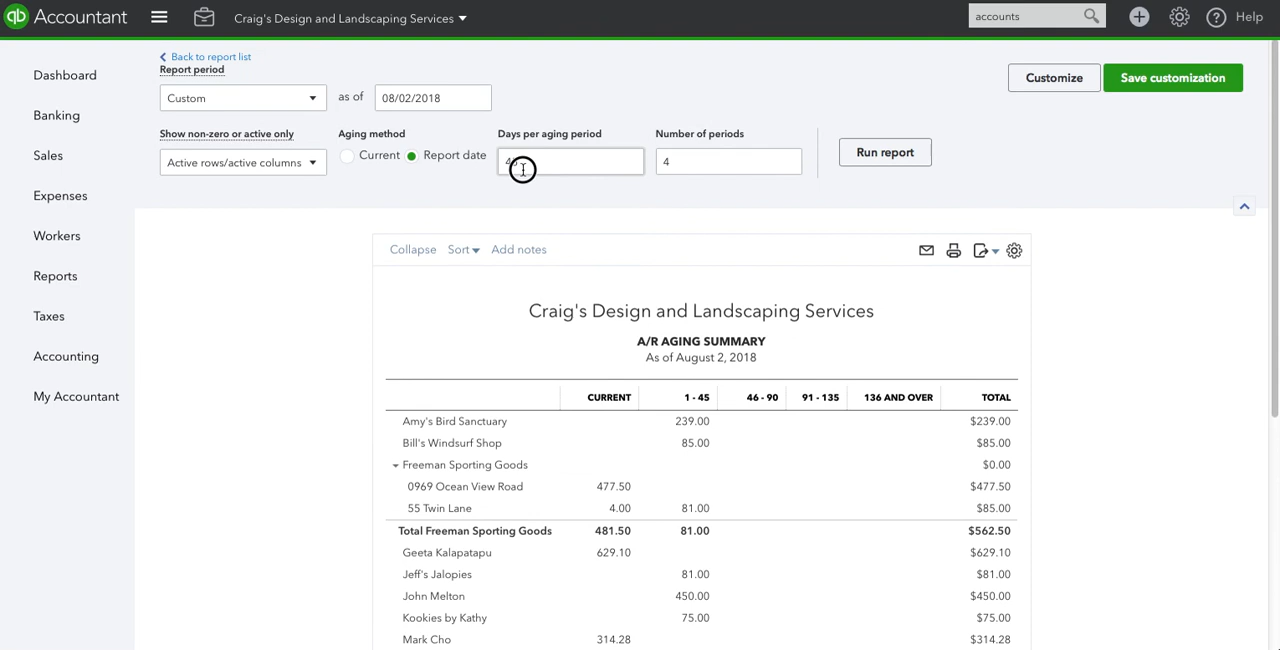 qb Accountant
Craig's Design and Landscaping Services
accounts
Help
Dashboard
Banking
Sales
Expenses
Workers
Reports
Taxes
Accounting
My Accountant
Back to report list
Report period
Custom
as of
08/02/2018
Customize
Save customization
Show non-zero or active only
Aging method
Days per aging period
Number of periods
Active rows/active columns
Current
Report date
4
Run report
Collapse Sort Add notes
Craig's Design and Landscaping Services
A/R AGING SUMMARY
As of August 2, 2018
CURRENT 1 - 45 46 - 90 91 - 135 136 AND OVER TOTAL
Amy's Bird Sanctuary 239.00 $239.00
Bill's Windsurf Shop 85.00 $85.00
Freeman Sporting Goods $0.00
0969 Ocean View Road 477.50 $477.50
55 Twin Lane 4.00 81.00 $85.00
Total Freeman Sporting Goods 481.50 81.00 $562.50
Geeta Kalapatapu 629.10 $629.10
Jeff's Jalopies 81.00 $81.00
John Melton 450.00 $450.00
Kookies by Kathy 75.00 $75.00
Mark Cho 314.28 $314.28